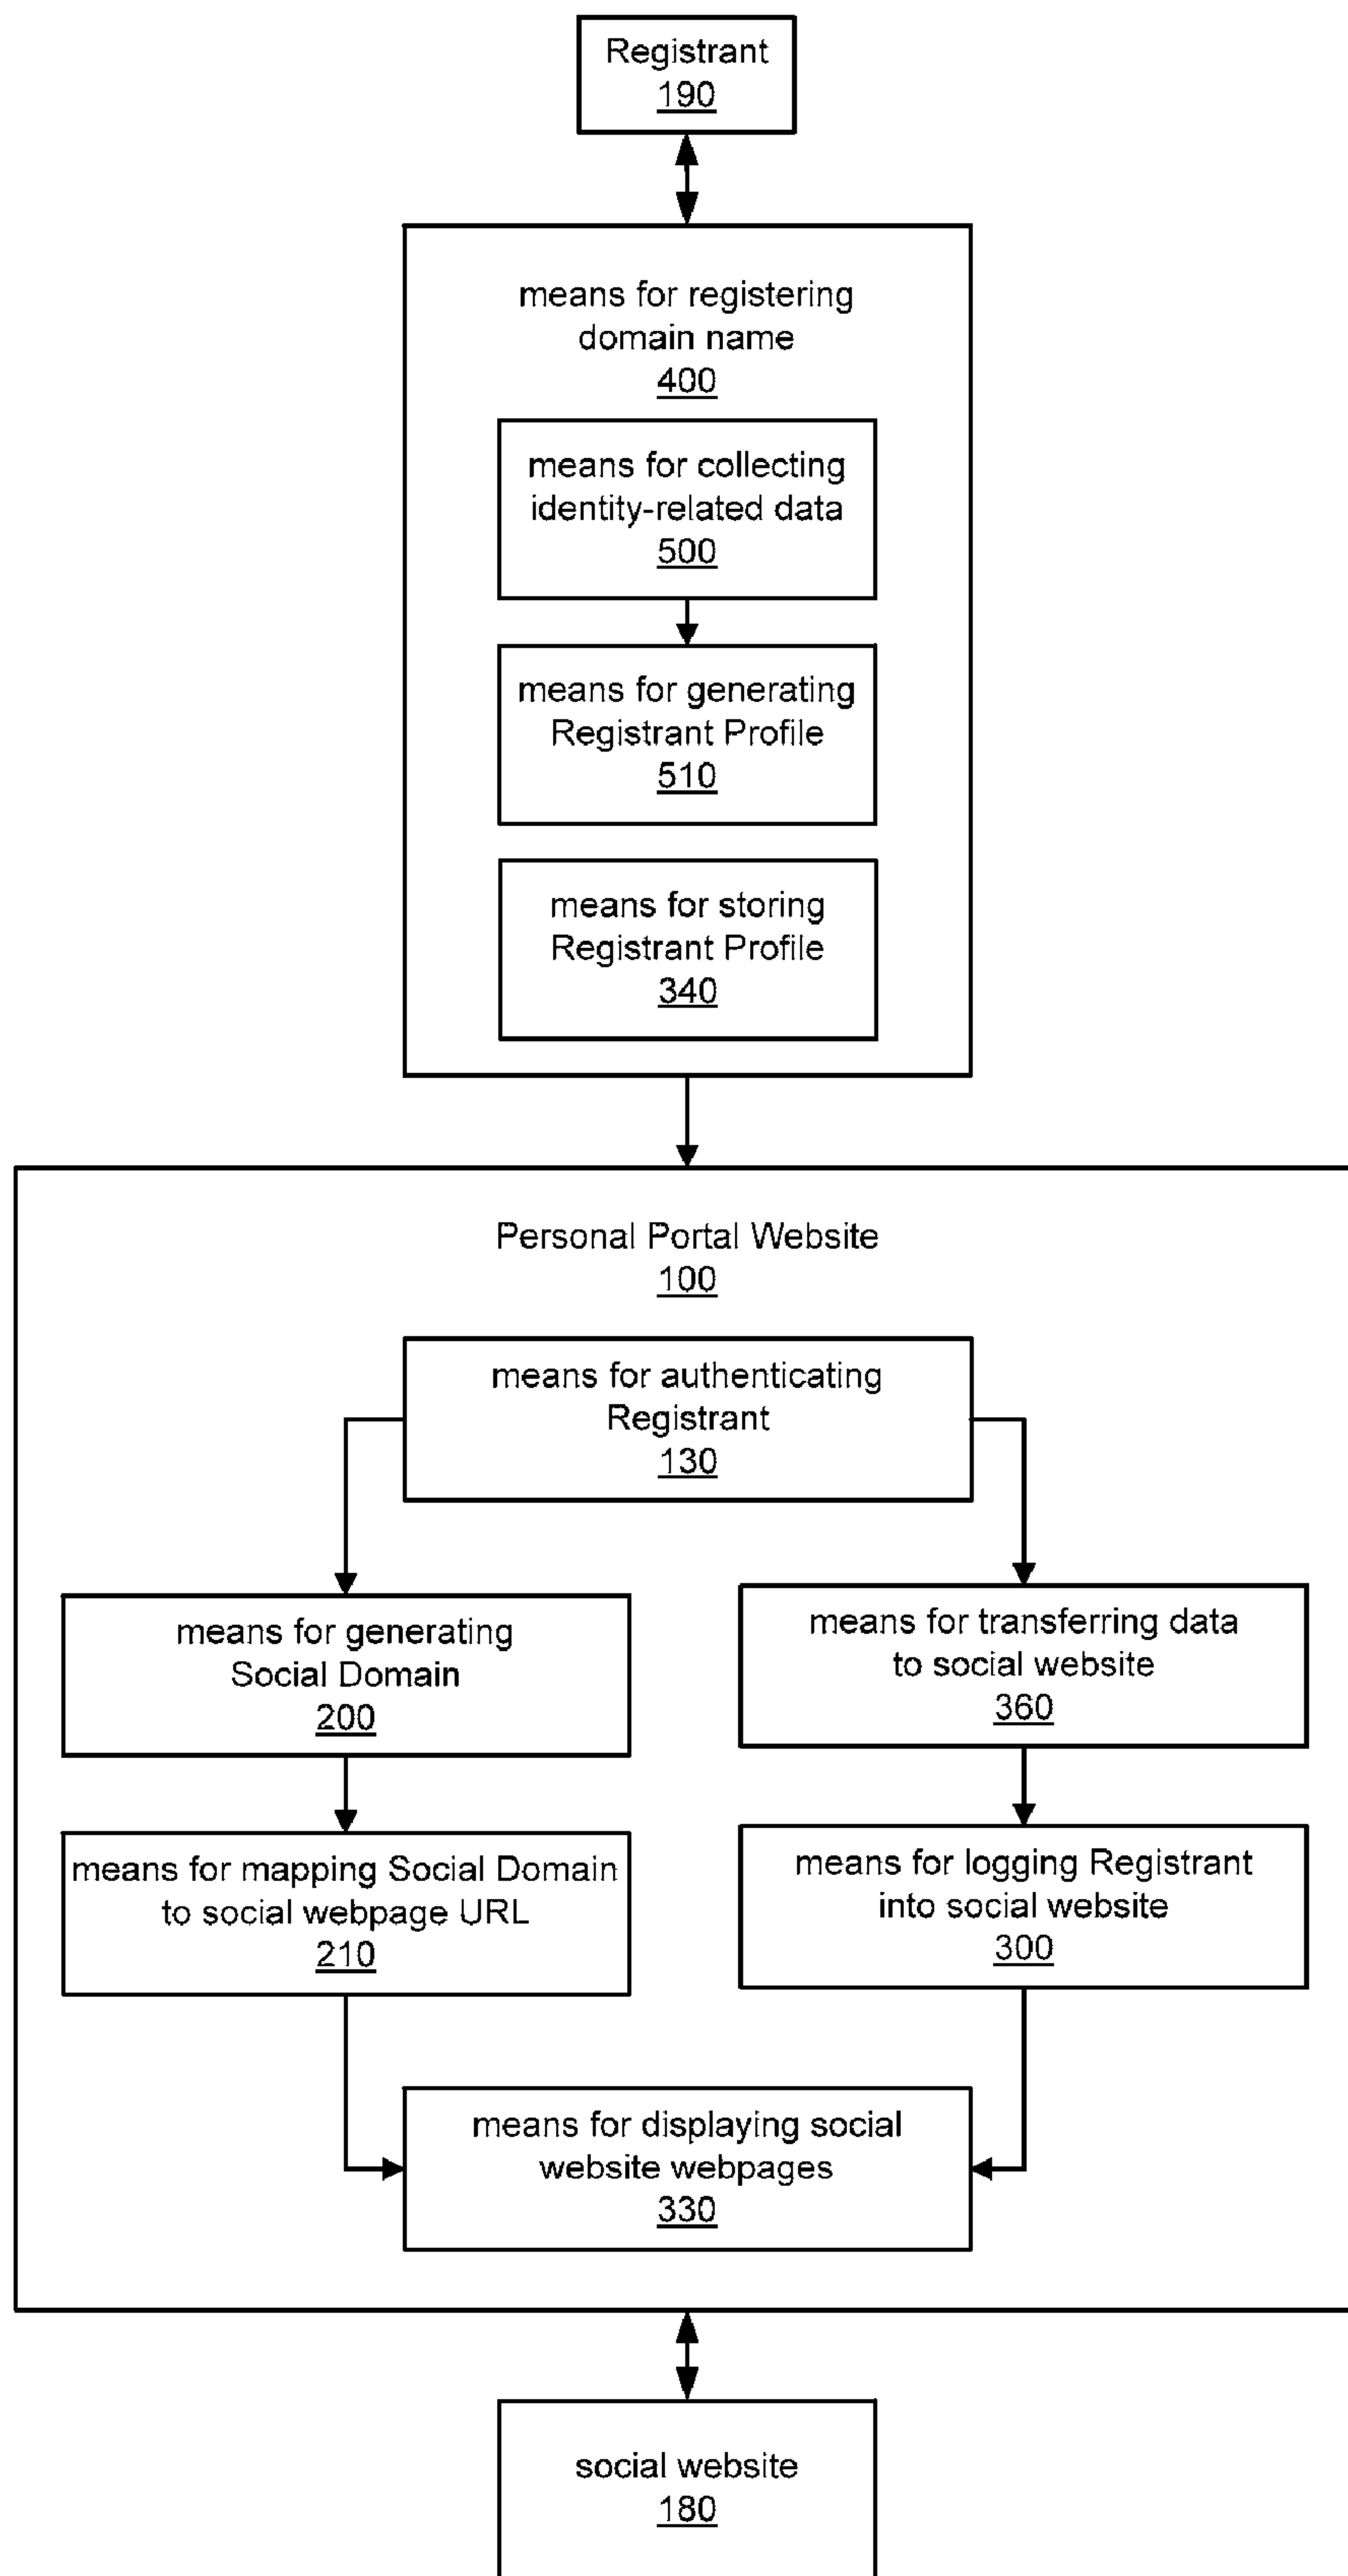 Registrant
190
means for registering
domain name
400
means for collecting
identity-related data
500
means for generating
Registrant Profile
510
means for storing
Registrant Profile
340
Personal Portal Website
100
means for authenticating
Registrant
130
means for generating
Social Domain
200
means for transferring data
to social website
360
means for mapping Social Domain
to social webpage URL
210
means for logging Registrant
into social website
300
means for displaying social
website webpages
330
social website
180